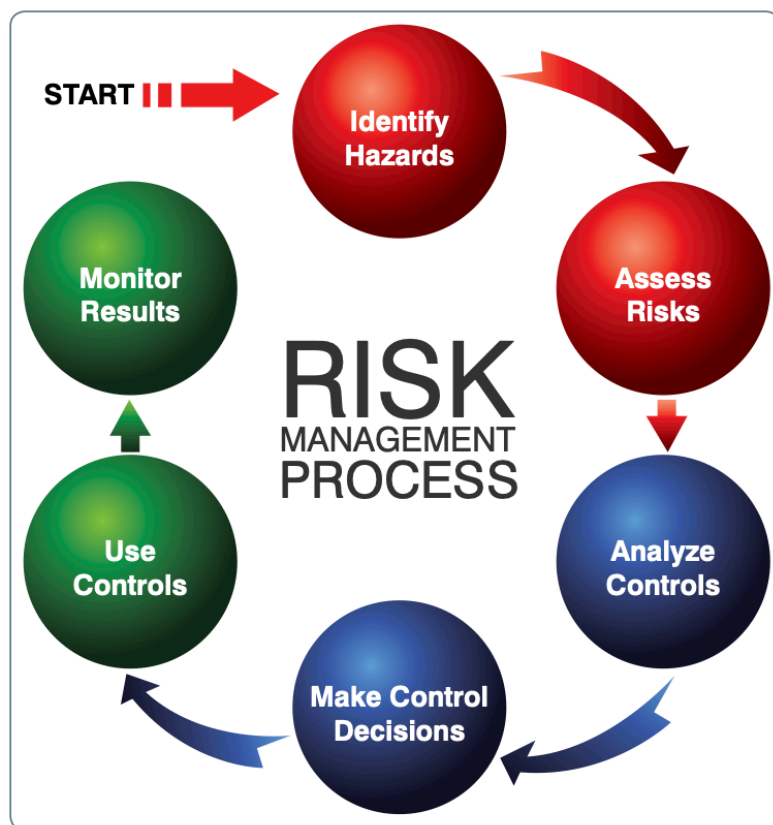 START
Identify
Hazards
Assess
Risks
Analyze
Controls
Make Control
Decisions
Use
Controls
Monitor
Results
RISK
MANAGEMENT
PROCESS